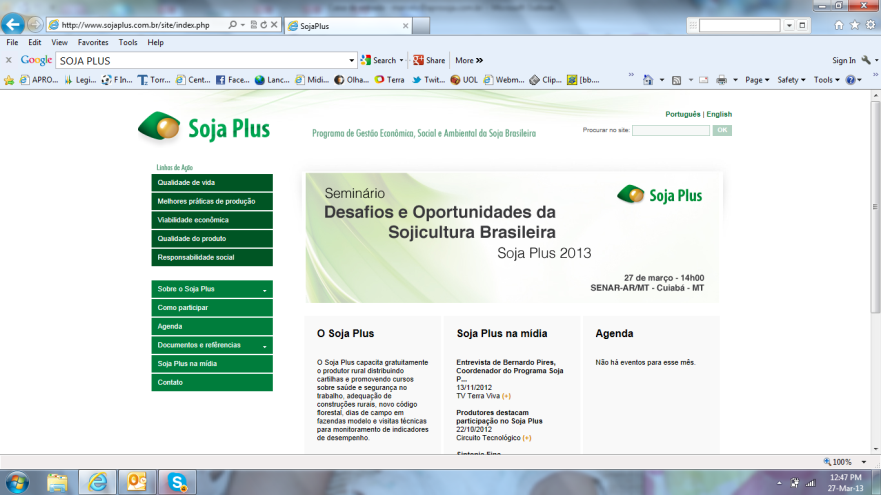 http://www.sojaplus.com.br/site/index.php
SojaPlus
File Edit View Favorites Tools Help
x Google SOJA PLUS Search Share More » Sign In
APRO... Legi... F In... Torr... Cent... Face... Lanc... Midi... Olha... Terra Twit... UOL Webm... Clip... [bb.... » Page Safety Tools »
Português | English
Soja Plus
Programa de Gestão Econômica, Social e Ambiental da Soja Brasileira
Procurar no site: OK
Linhas de Ação
Qualidade de vida
Melhores práticas de produção
Viabilidade econômica
Qualidade do produto
Responsabilidade social
Sobre o Soja Plus
Como participar
Agenda
Documentos e refêrencias
Soja Plus na mídia
Contato
Seminário
Desafios e Oportunidades da
Sojicultura Brasileira
Soja Plus 2013
Soja Plus
27 de março - 14h00
SENAR-AR/MT - Cuiabá - MT
O Soja Plus
O Soja Plus capacita gratuitamente
o produtor rural distribuindo
cartilhas e promovendo cursos
sobre saúde e segurança no
trabalho, adequação de
construções rurais, novo código
florestal, dias de campo em
fazendas modelo e visitas técnicas
para monitoramento de indicadores
de desempenho.
Soja Plus na mídia
Entrevista de Bernardo Pires,
Coordenador do Programa Soja
P...
13/11/2012
TV Terra Viva (+)
Produtores destacam
participação no Soja Plus
22/10/2012
Circuito Tecnológico (+)
Agenda
Não há eventos para esse mês.
100%
12:47 PM
27-Mar-13